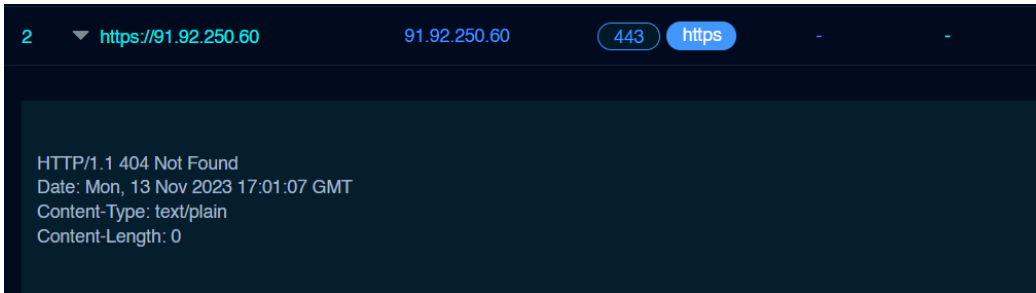 2 https://91.92.250.60 91.92.250.60 443 https - -
HTTP/1.1 404 Not Found
Date: Mon, 13 Nov 2023 17:01:07 GMT
Content-Type: text/plain
Content-Length: 0